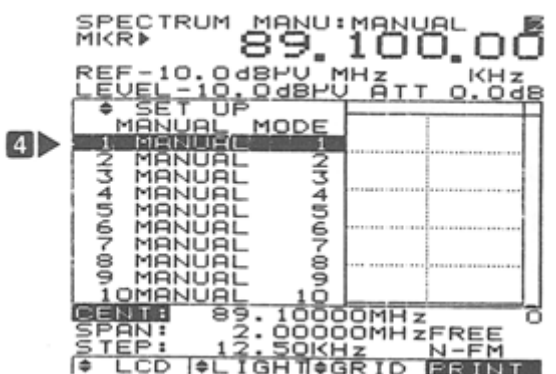 SPECTRUM MANU:MANUAL
MKR▶ 89.100.00
REF-10.0dBµV MHz KHz
LEVEL-10.0dBµV ATT 0.0dB
SET UP
MANUAL MODE
4 ▶
1 MANUAL 1
2 MANUAL 2
3 MANUAL 3
4 MANUAL 4
5 MANUAL 5
6 MANUAL 6
7 MANUAL 7
8 MANUAL 8
9 MANUAL 9
10MANUAL 10
CENT: 89.10000MHz 0
SPAN: 2.00000MHzFREE
STEP: 12.50KHz N-FM
LCD LIGHT GRID PRINT